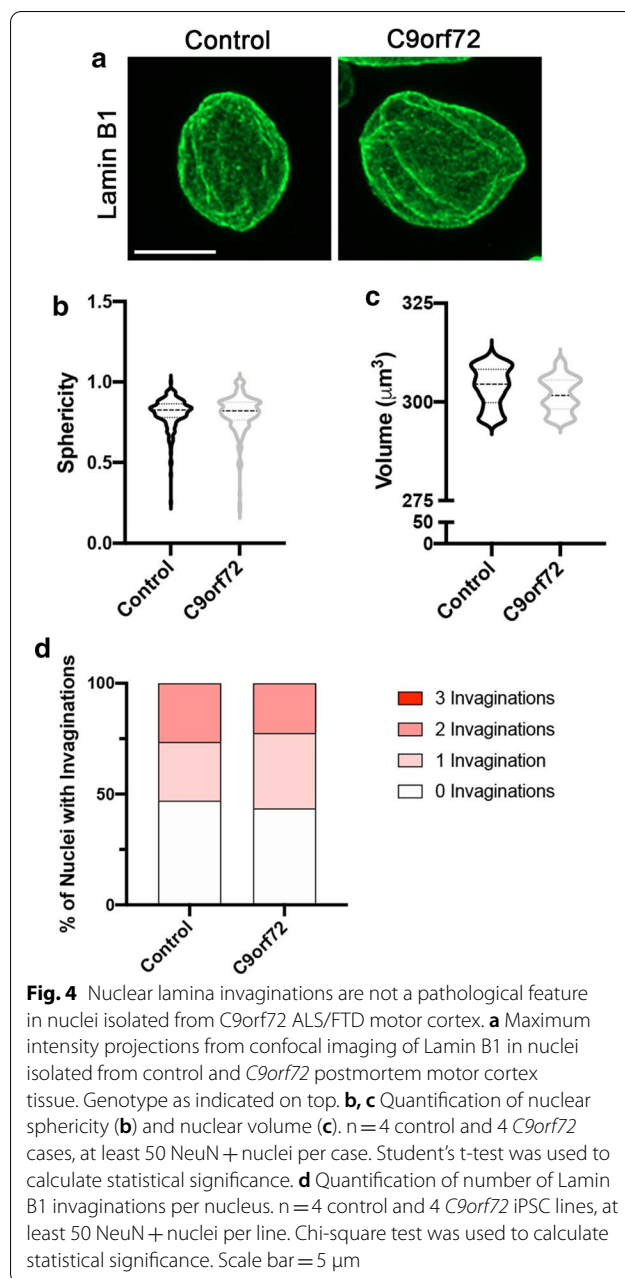 Control C9orf72
a
Lamin B1
b
1.5
1.0
0.5
0.0
Sphericity
Control
C9orf72
c
325
300
275
50
0
Volume (μm³)
Control
C9orf72
d
100
50
0
% of Nuclei with Invaginations
Control
C9orf72
3 Invaginations
2 Invaginations
1 Invagination
0 Invaginations
Fig. 4 Nuclear lamina invaginations are not a pathological feature
in nuclei isolated from C9orf72 ALS/FTD motor cortex. a Maximum
intensity projections from confocal imaging of Lamin B1 in nuclei
isolated from control and C9orf72 postmortem motor cortex
tissue. Genotype as indicated on top. b, c Quantification of nuclear
sphericity (b) and nuclear volume (c). n = 4 control and 4 C9orf72
cases, at least 50 NeuN + nuclei per case. Student's t-test was used to
calculate statistical significance. d Quantification of number of Lamin
B1 invaginations per nucleus. n = 4 control and 4 C9orf72 iPSC lines, at
least 50 NeuN + nuclei per line. Chi-square test was used to calculate
statistical significance. Scale bar = 5 μm